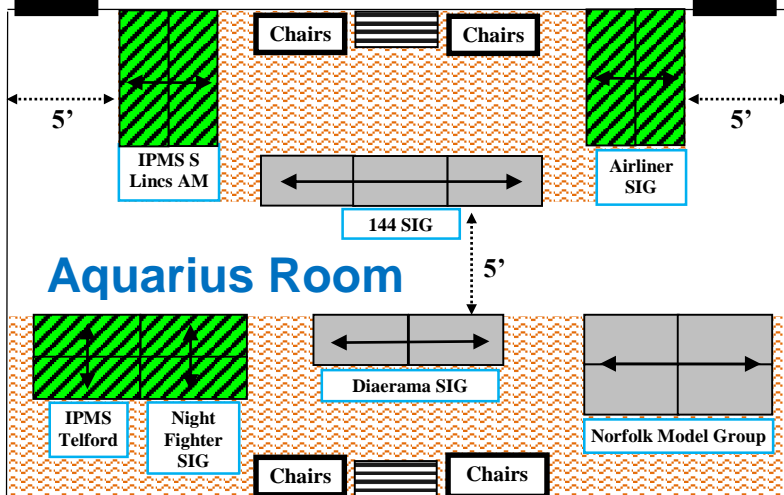 Chairs
Chairs
5’
5’
IPMS S
Lincs AM
Airliner
SIG
144 SIG
5’
Aquarius Room
Diaerama SIG
IPMS
Telford
Night
Fighter
SIG
Norfolk Model Group
Chairs
Chairs